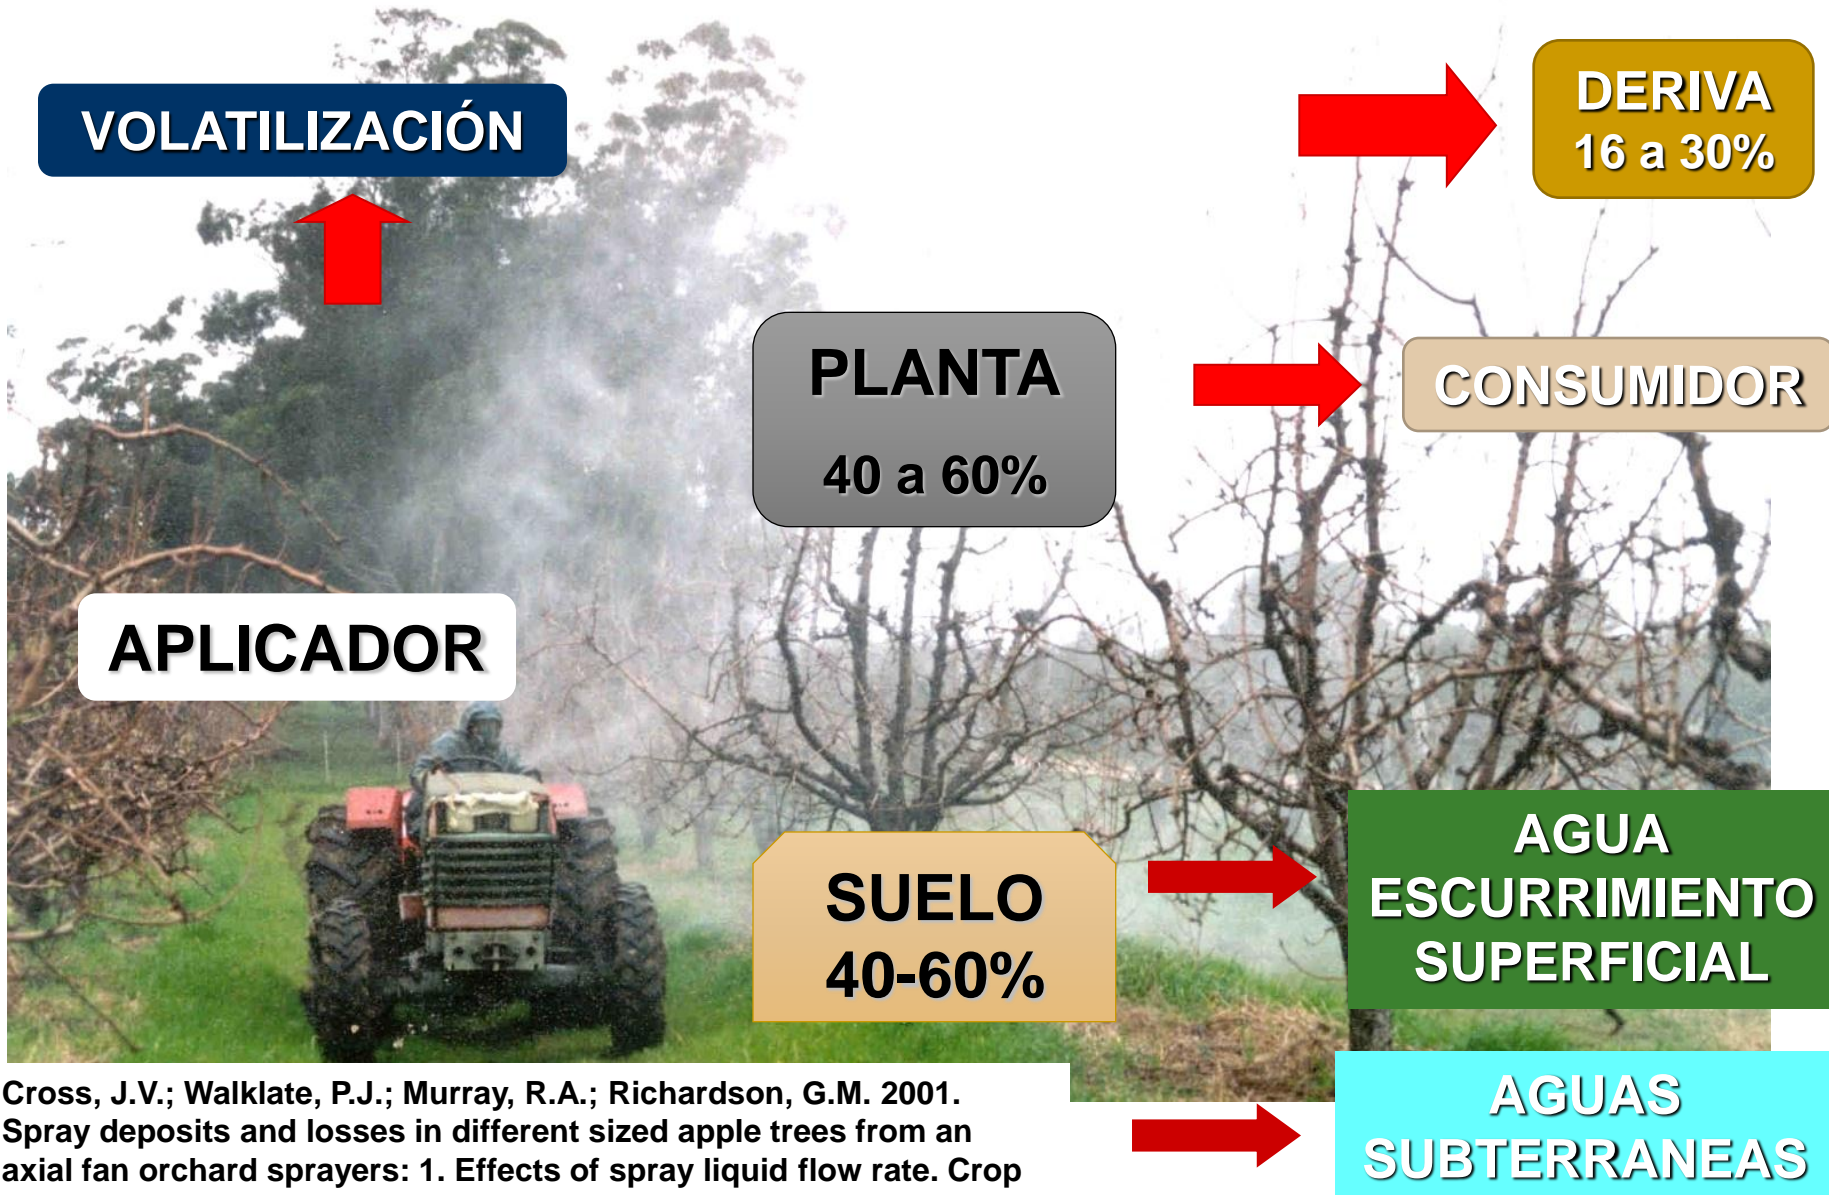 VOLATILIZACIÓN
DERIVA
16 a 30%
PLANTA
40 a 60%
CONSUMIDOR
APLICADOR
SUELO
40-60%
AGUA
ESCURRIMIENTO
SUPERFICIAL
AGUAS
SUBTERRANEAS
Cross, J.V.; Walklate, P.J.; Murray, R.A.; Richardson, G.M. 2001.
Spray deposits and losses in different sized apple trees from an
axial fan orchard sprayers: 1. Effects of spray liquid flow rate. Crop